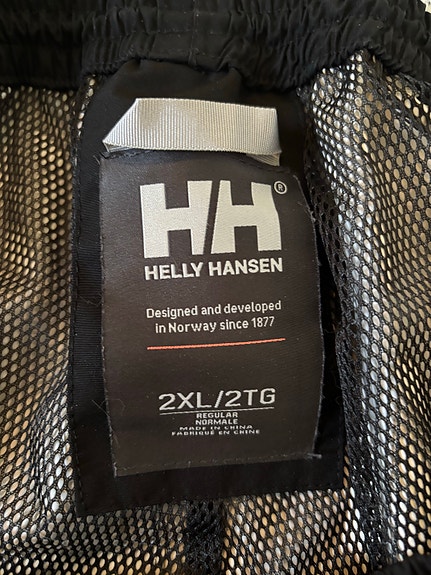 HH®
HELLY HANSEN
Designed and developed
in Norway since 1877
2XL/2TG
REGULAR
NORMALE
MADE IN CHINA
FABRIQUÉ EN CHINE